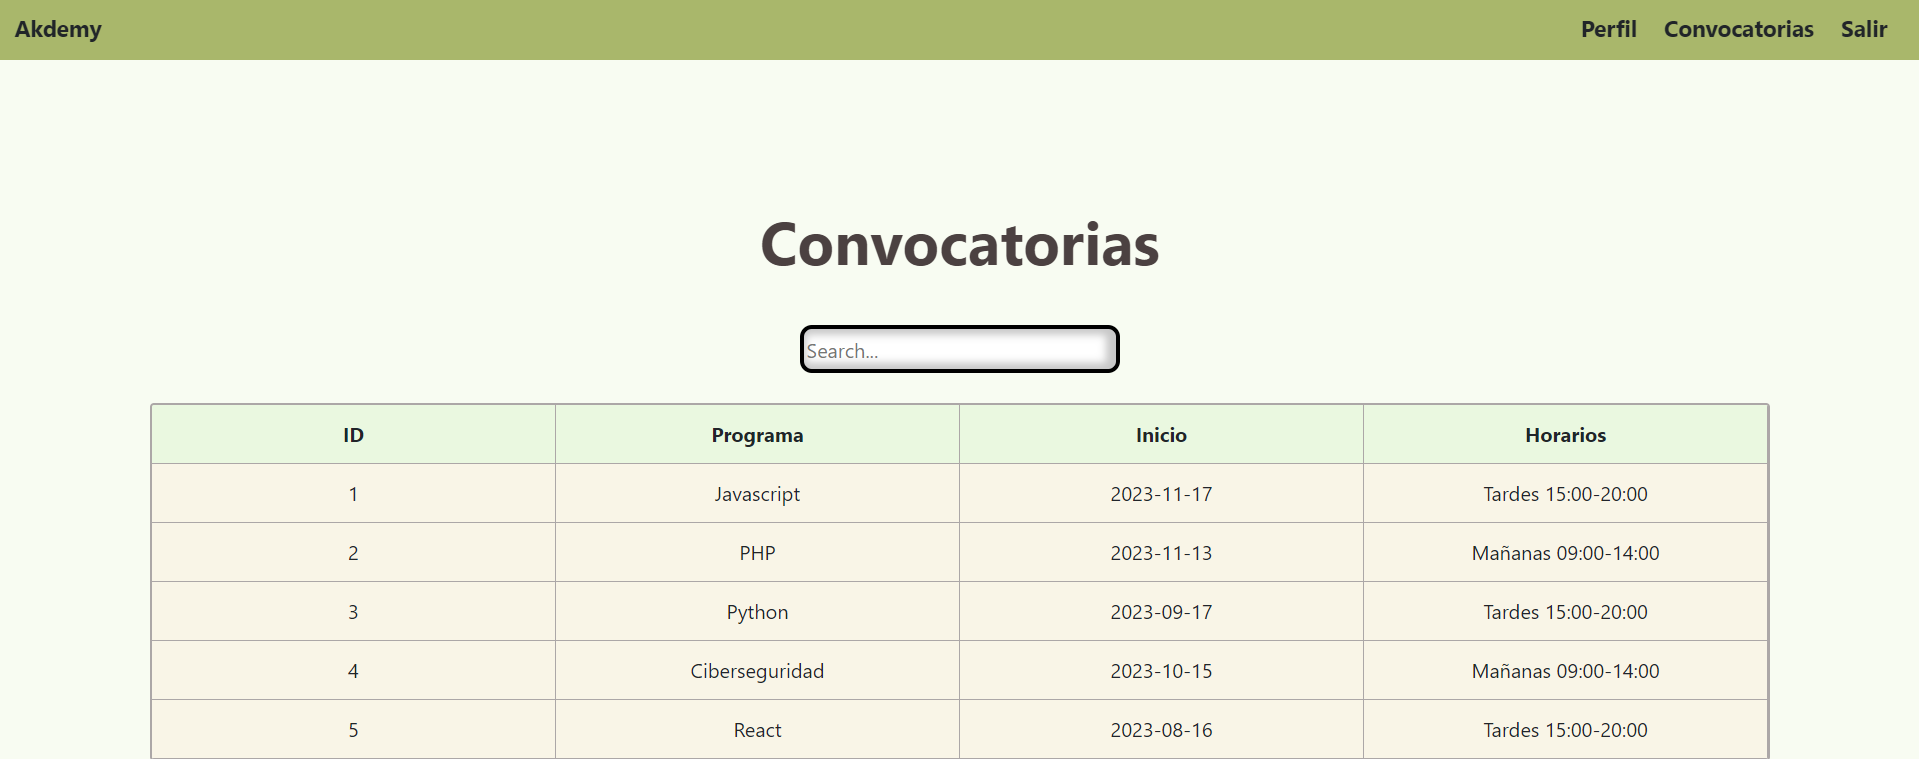 Akdemy Perfil Convocatorias Salir
Convocatorias
Search...
ID Programa Inicio Horarios
1 Javascript 2023-11-17 Tardes 15:00-20:00
2 PHP 2023-11-13 Mañanas 09:00-14:00
3 Python 2023-09-17 Tardes 15:00-20:00
4 Ciberseguridad 2023-10-15 Mañanas 09:00-14:00
5 React 2023-08-16 Tardes 15:00-20:00